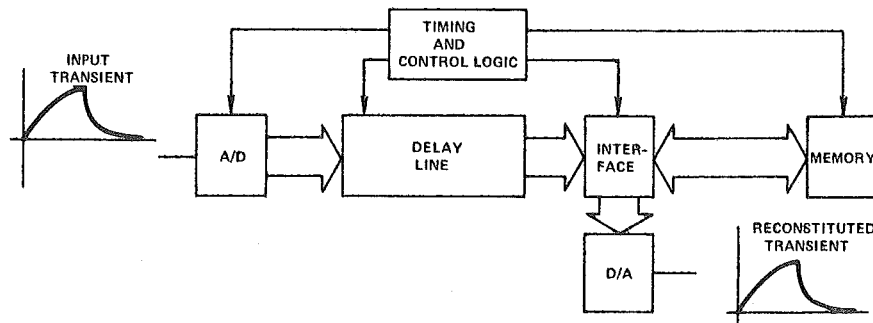 TIMING
AND
CONTROL LOGIC
INPUT
TRANSIENT
A/D
DELAY
LINE
INTER-
FACE
MEMORY
D/A
RECONSTITUTED
TRANSIENT